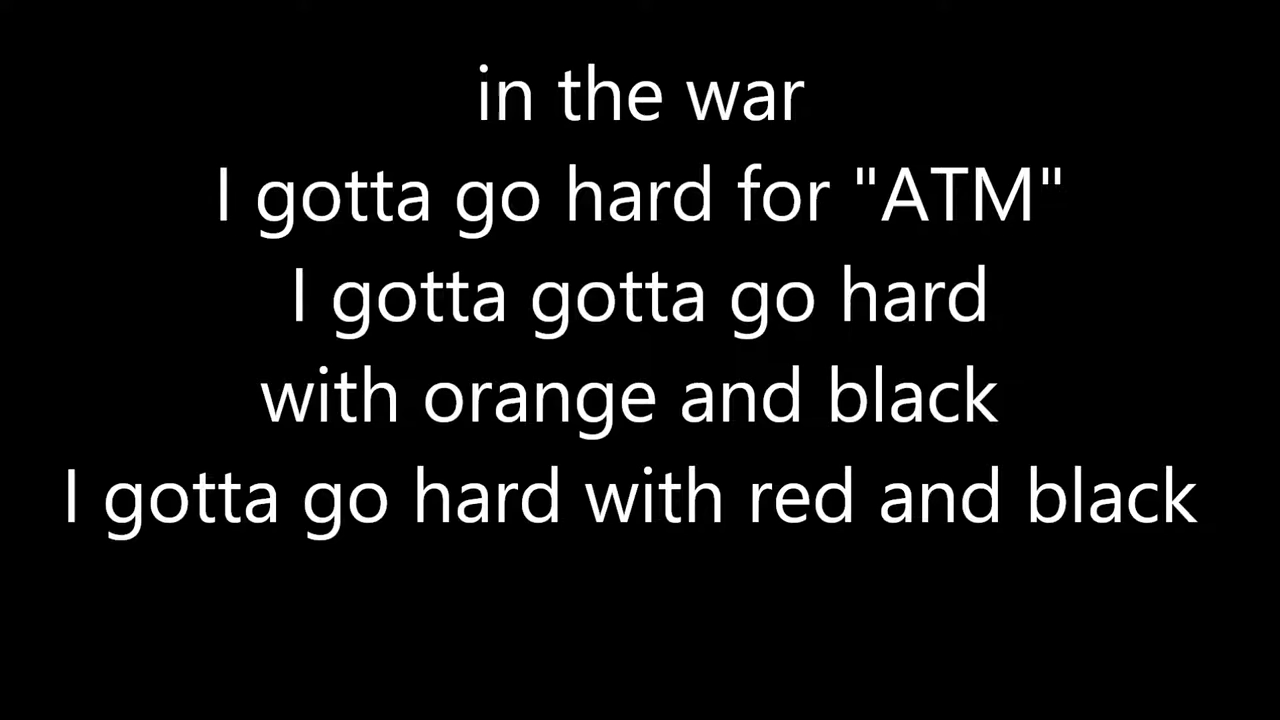 in the war
I gotta go hard for "ATM"
I gotta gotta go hard
with orange and black
I gotta go hard with red and black